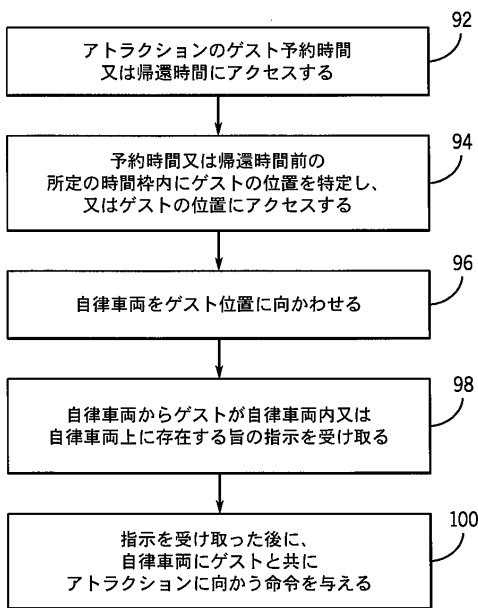 92
アトラクションのゲスト予約時間
又は帰還時間にアクセスする
94
予約時間又は帰還時間前の
所定の時間枠内にゲストの位置を特定し、
又はゲストの位置にアクセスする
96
自律車両をゲスト位置に向かわせる
98
自律車両からゲストが自律車両内又は
自律車両上に存在する旨の指示を受け取る
100
指示を受け取った後に、
自律車両にゲストと共に
アトラクションに向かう命令を与える